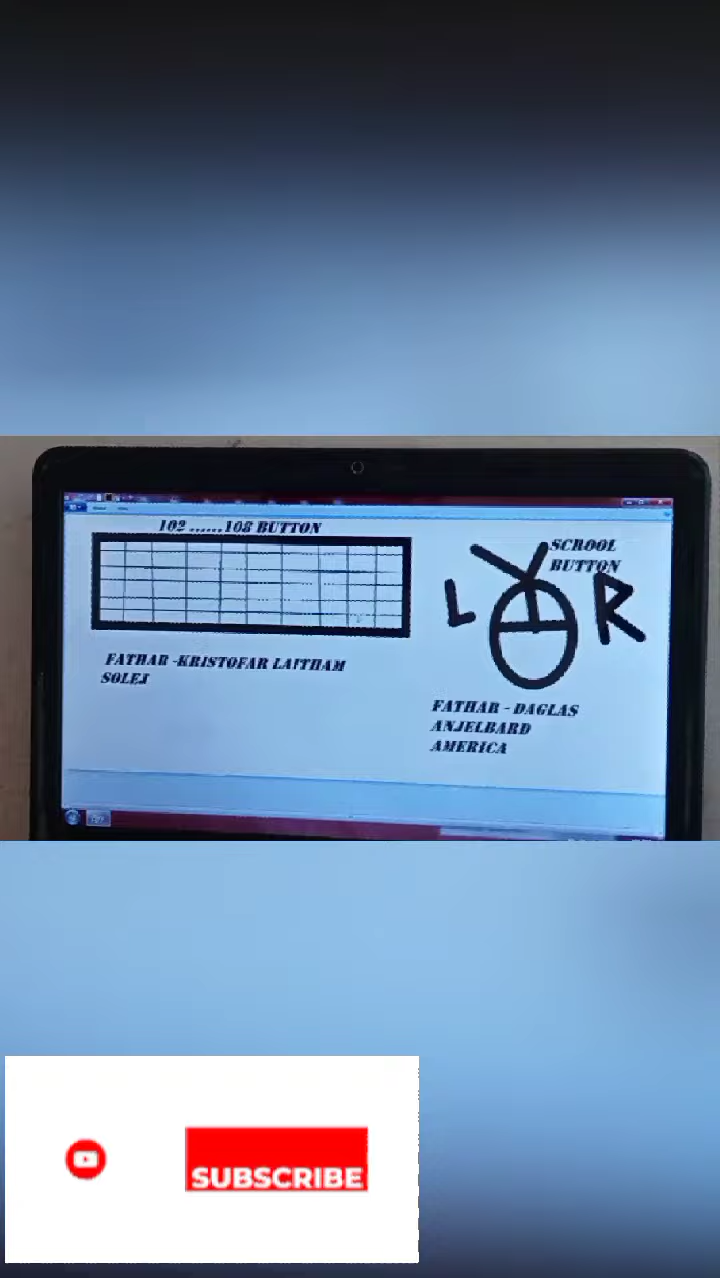 102 ......108 BUTTON
SCROOL
BUTTON
L
R
FATHAR -KRISTOFAR LAITHAM
SOLEJ
FATHAR - DAGLAS
ANJELBARD
AMERICA
SUBSCRIBE